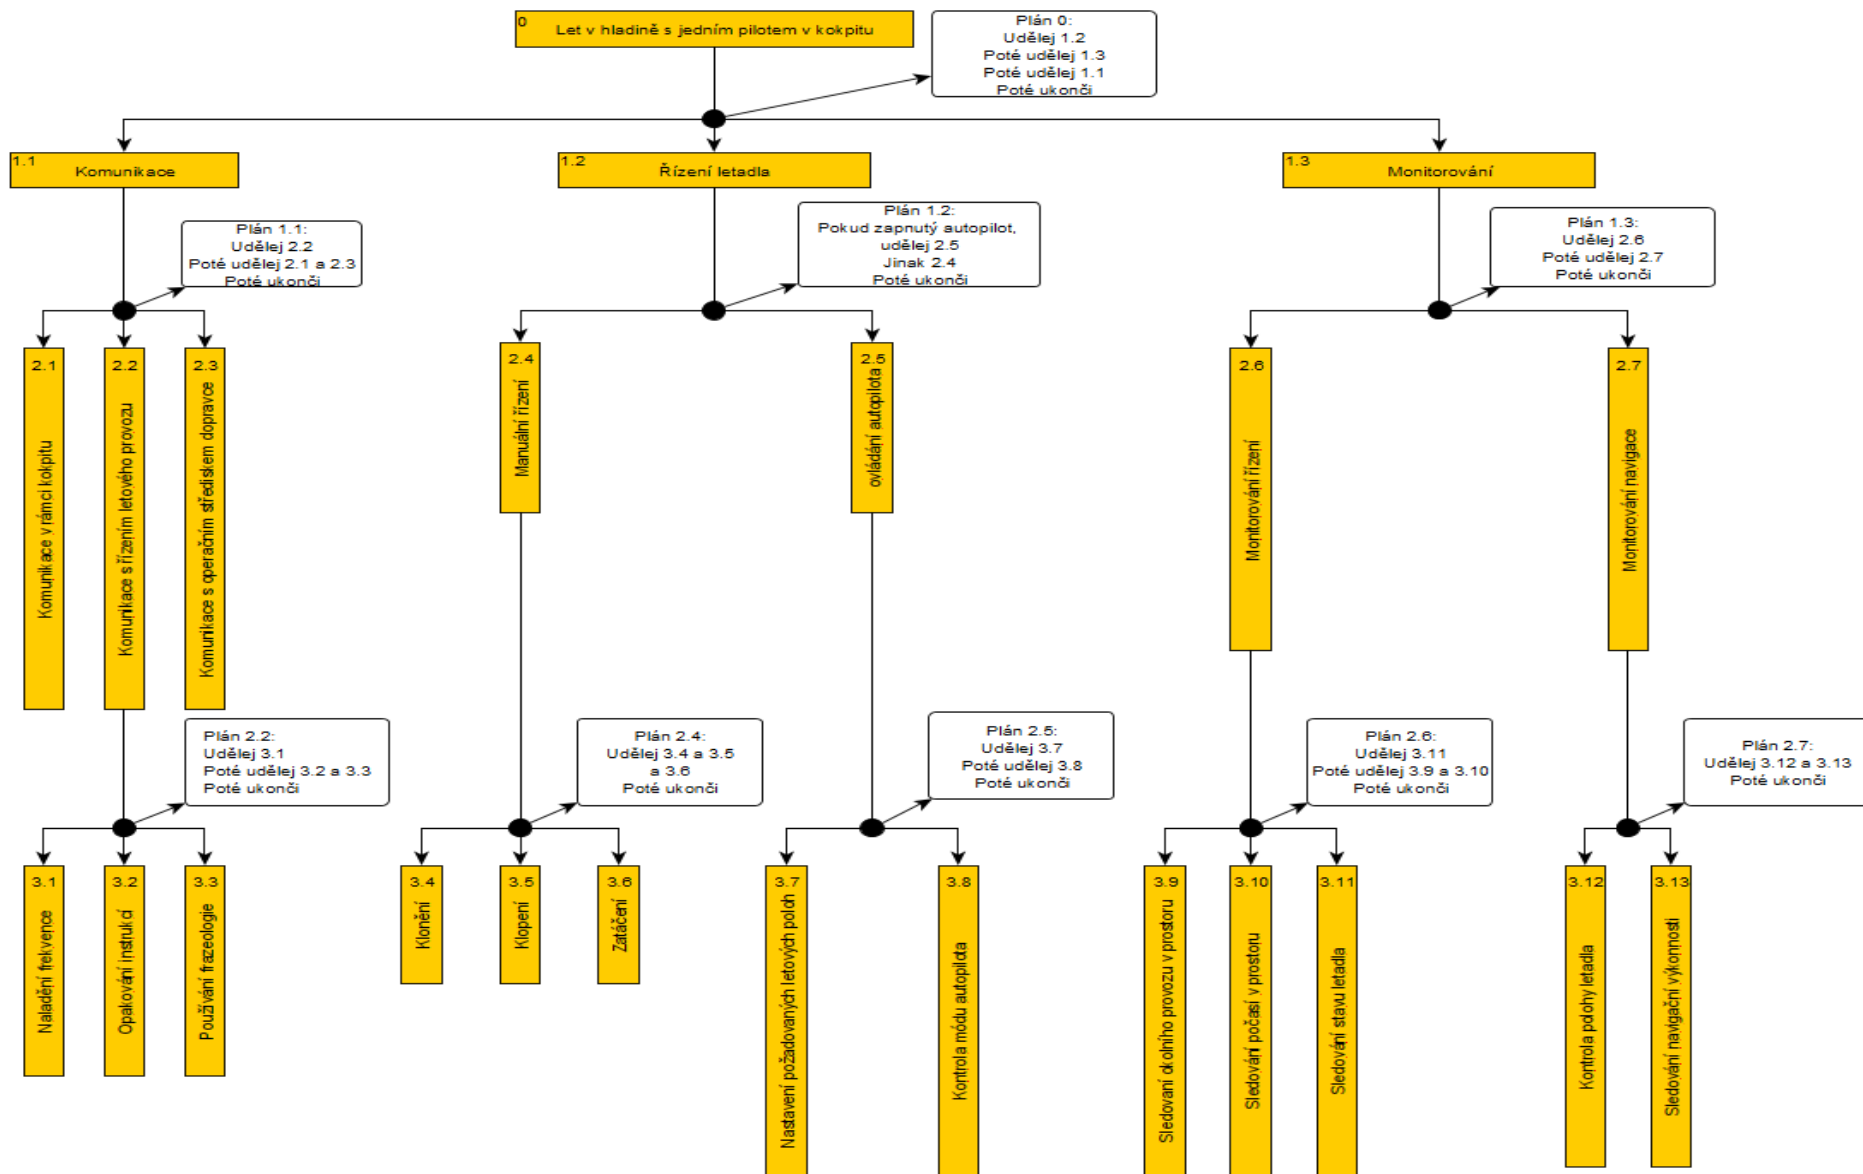 0
Let v hladině s jedním pilotem v kokpitu
Plán 0:
Udělej 1.2
Poté udělej 1.3
Poté udělej 1.1
Poté ukonči
1.1
Komunikace
1.2
Řízení letadla
1.3
Monitorování
Plán 1.1:
Udělej 2.2
Poté udělej 2.1 a 2.3
Poté ukonči
Plán 1.2:
Pokud zapnutý autopilot,
udělej 2.5
Jinak 2.4
Poté ukonči
Plán 1.3:
Udělej 2.6
Poté udělej 2.7
Poté ukonči
2.1
Komunikace v rámci kokpitu
2.2
Komunikace s řízením letového provozu
2.3
Komunikace s operačním střediskem dopravce
2.4
Manuální řízení
2.5
ovládání autopilota
2.6
Monitorování řízení
2.7
Monitorování navigace
Plán 2.2:
Udělej 3.1
Poté udělej 3.2 a 3.3
Poté ukonči
Plán 2.4:
Udělej 3.4 a 3.5
a 3.6
Poté ukonči
Plán 2.5:
Udělej 3.7
Poté udělej 3.8
Poté ukonči
Plán 2.6:
Udělej 3.11
Poté udělej 3.9 a 3.10
Poté ukonči
Plán 2.7:
Udělej 3.12 a 3.13
Poté ukonči
3.1
Naladění frekvence
3.2
Opakování instrukcí
3.3
Používání frazeologie
3.4
Klonění
3.5
Klopení
3.6
Zatáčení
3.7
Nastavení požadovaných letových poloh
3.8
Kontrola módu autopilota
3.9
Sledovaní okolního provozu v prostoru
3.10
Sledování počasí v prostoru
3.11
Sledování stavu letadla
3.12
Kontrola polohy letadla
3.13
Sledování navigační výkonnosti